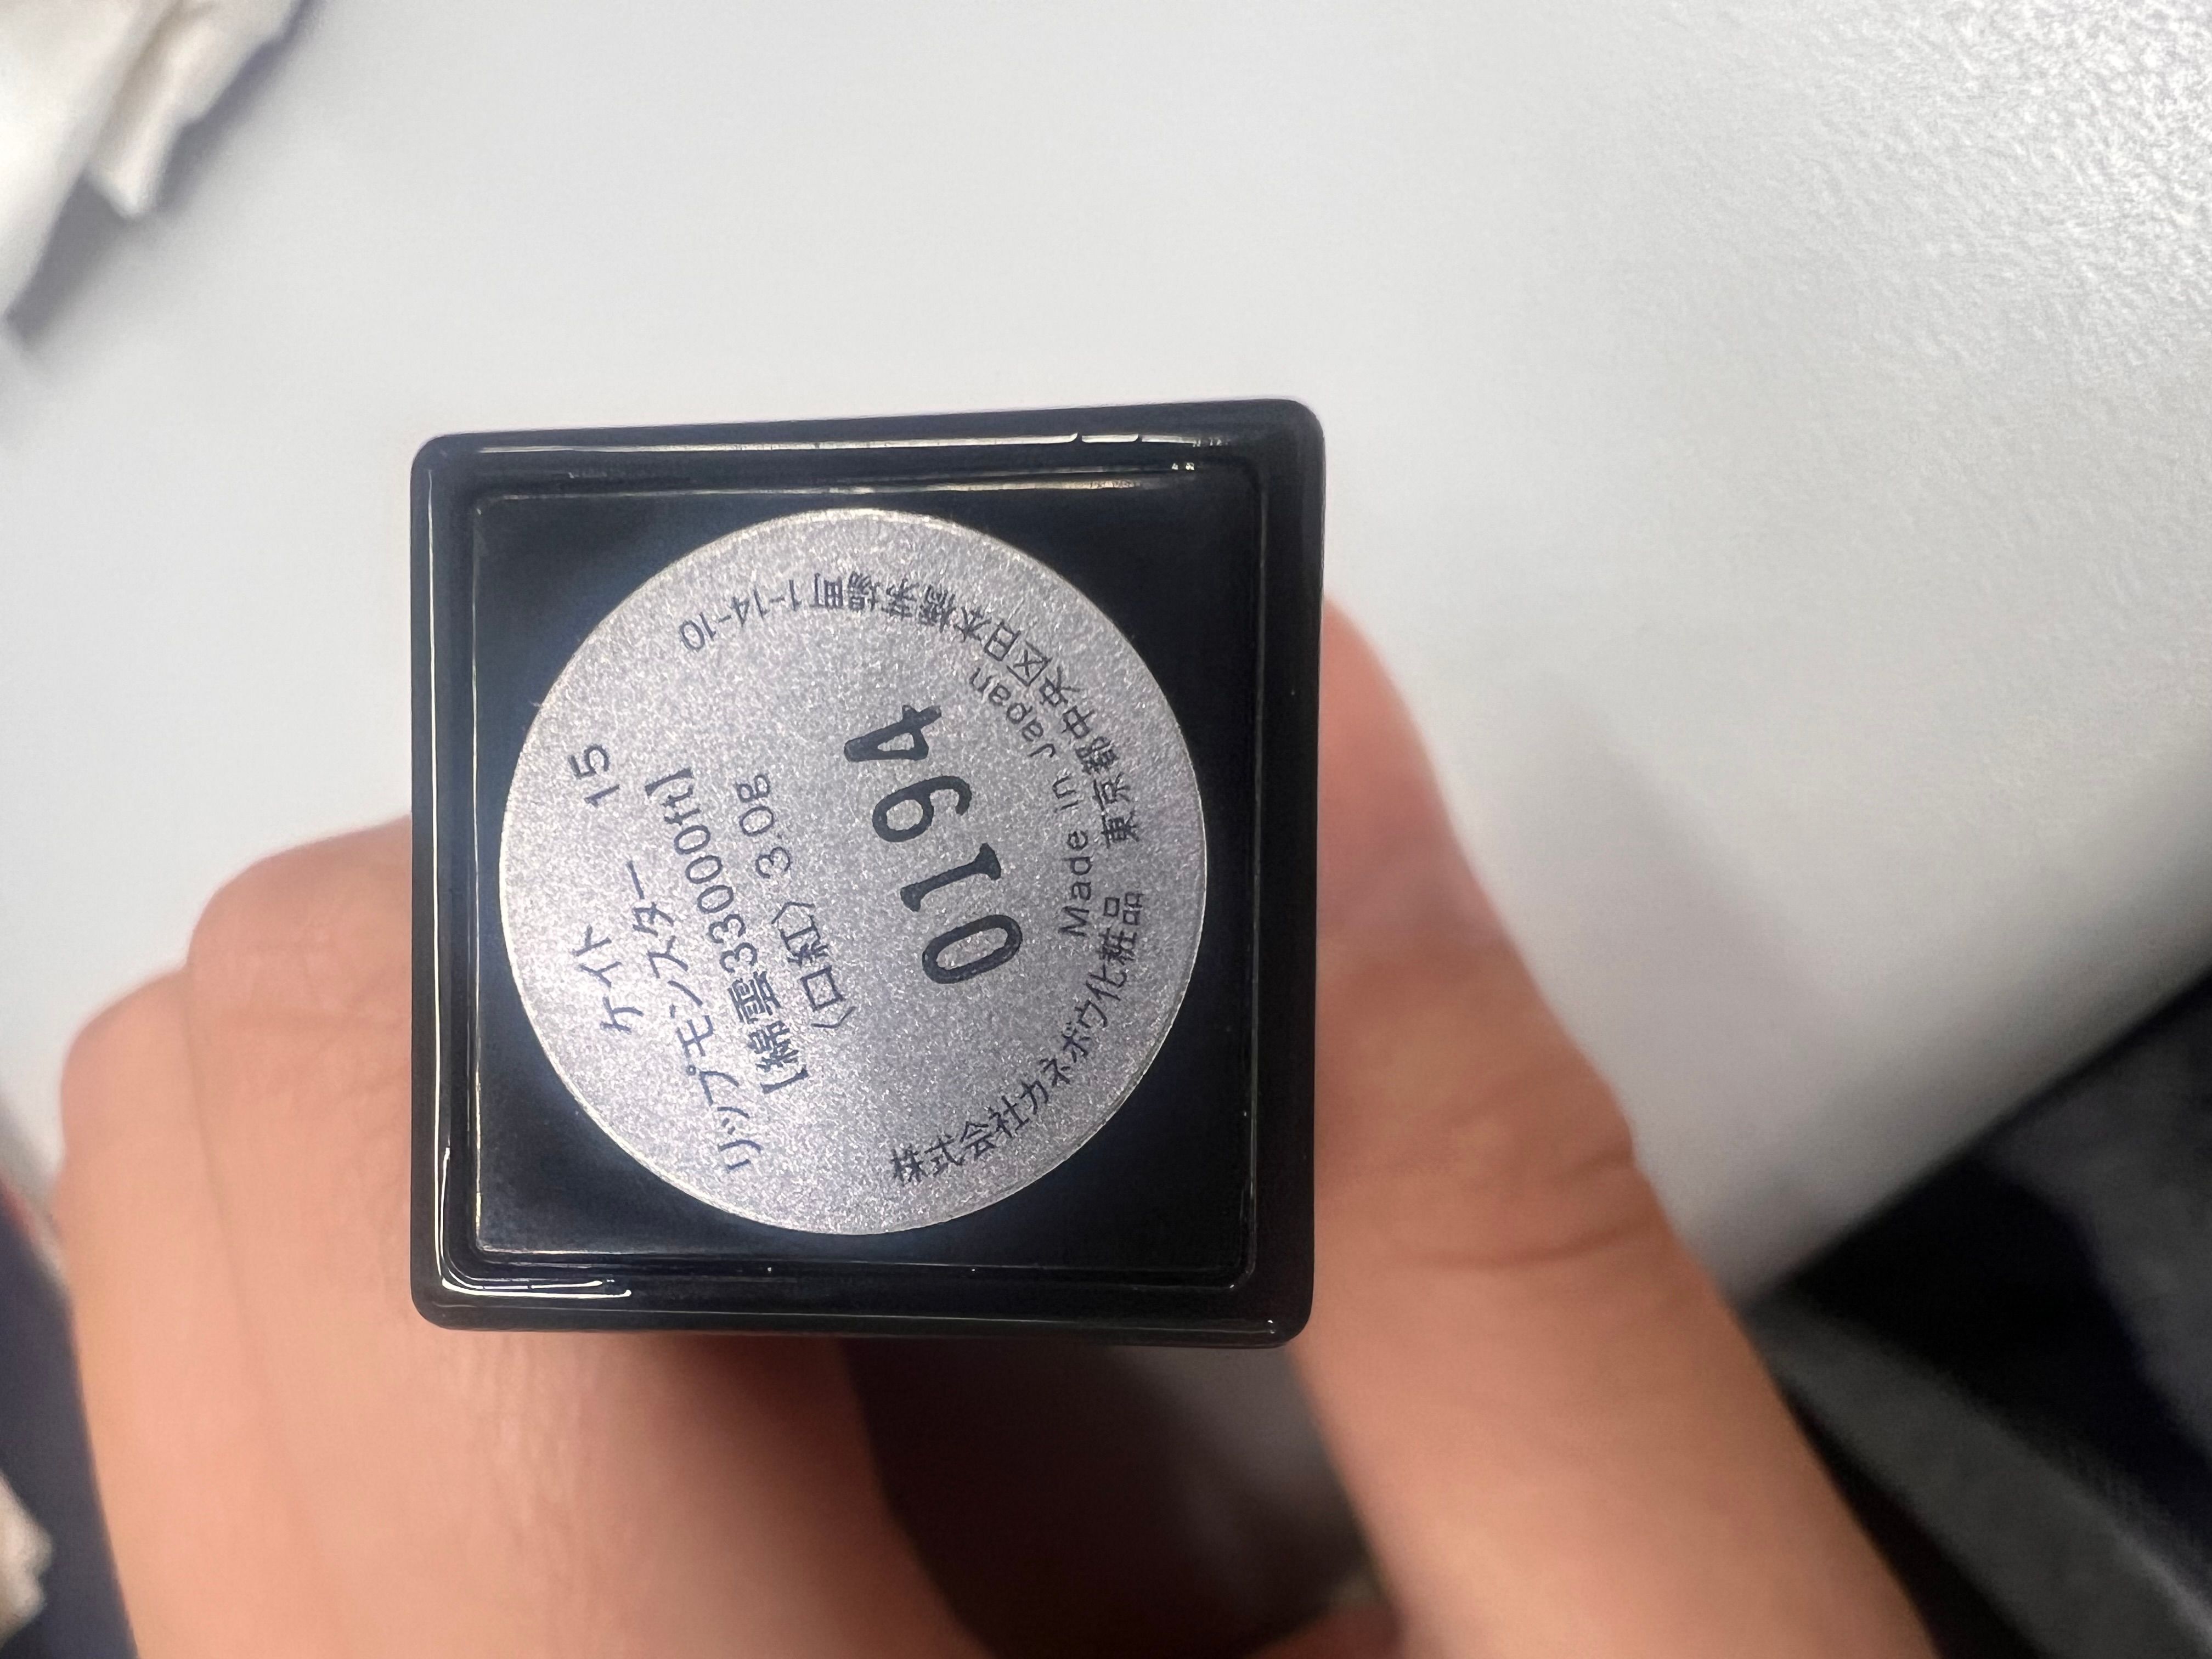 ケイト 15
リップモンスター
【綿雲33000ft】
〈口紅〉 3.0g
0194
Made in Japan
株式会社カネボウ化粧品 東京都中央区日本橋茅場町1-14-10